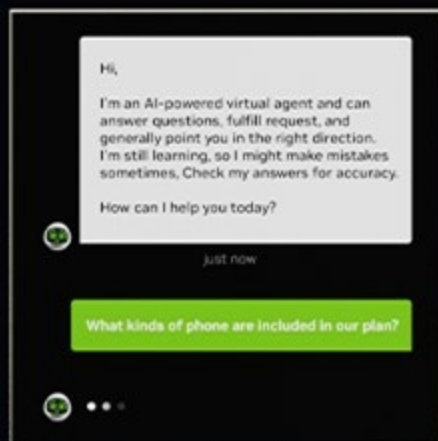 Hi,
I'm an AI-powered virtual agent and can
answer questions, fulfill request, and
generally point you in the right direction.
I'm still learning, so I might make mistakes
sometimes, Check my answers for accuracy.
How can I help you today?
just now
What kinds of phone are included in our plan?